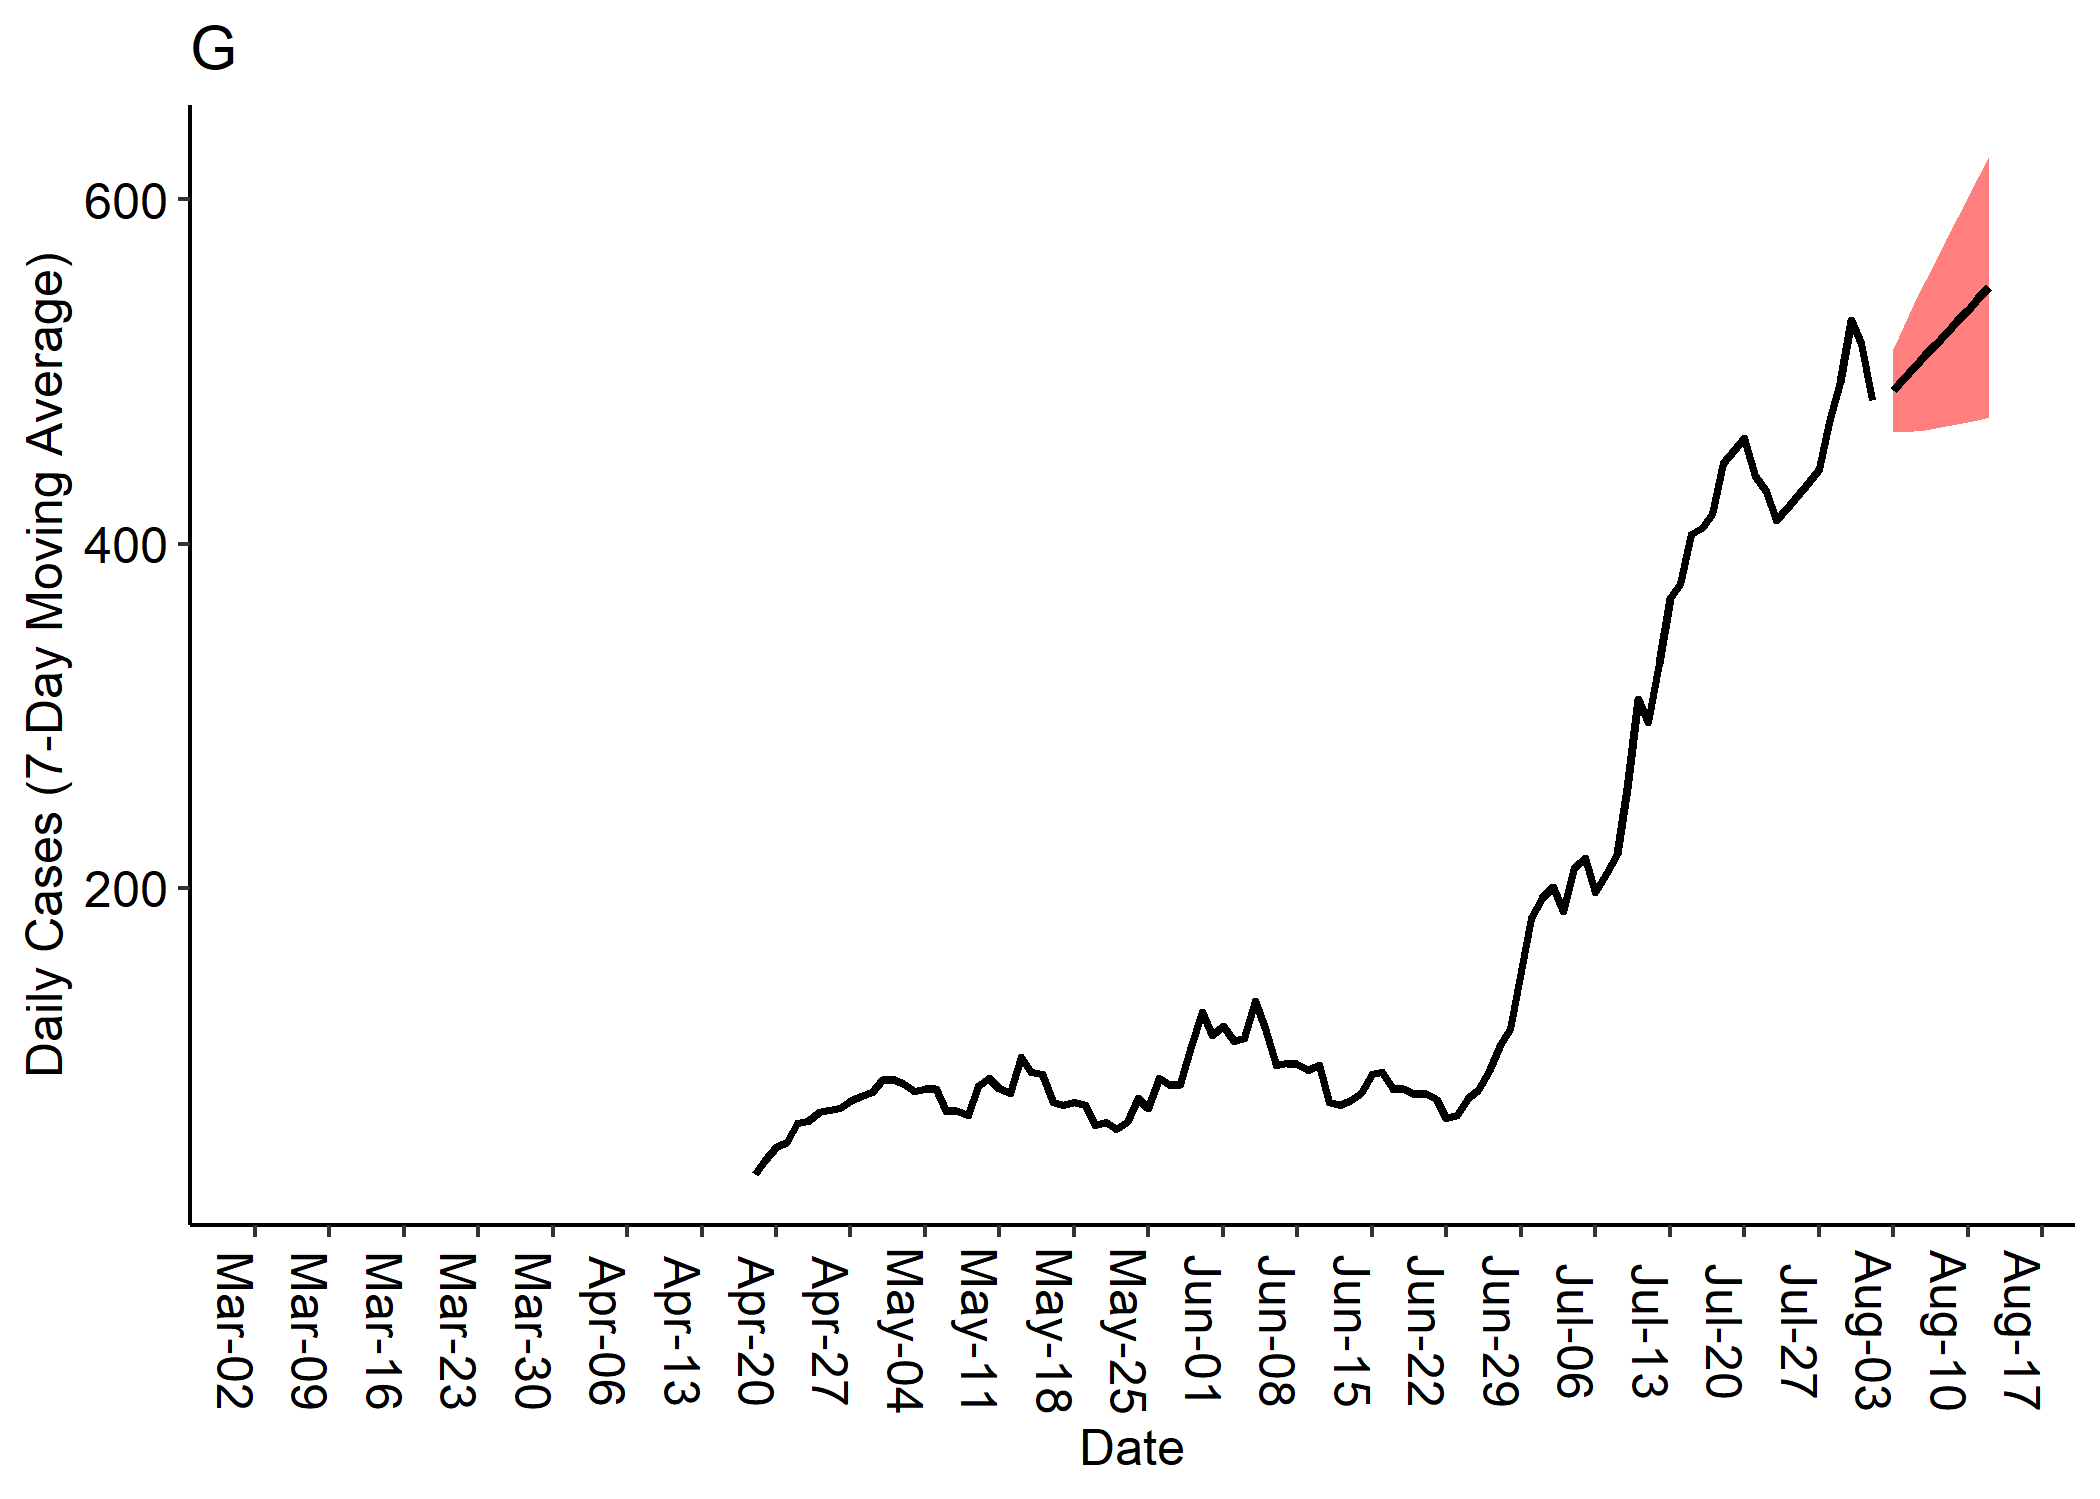 G
Daily Cases (7-Day Moving Average)
600
400
200
Mar-02
Mar-09
Mar-16
Mar-23
Mar-30
Apr-06
Apr-13
Apr-20
Apr-27
May-04
May-11
May-18
May-25
Jun-01
Jun-08
Jun-15
Jun-22
Jun-29
Jul-06
Jul-13
Jul-20
Jul-27
Aug-03
Aug-10
Aug-17
Date